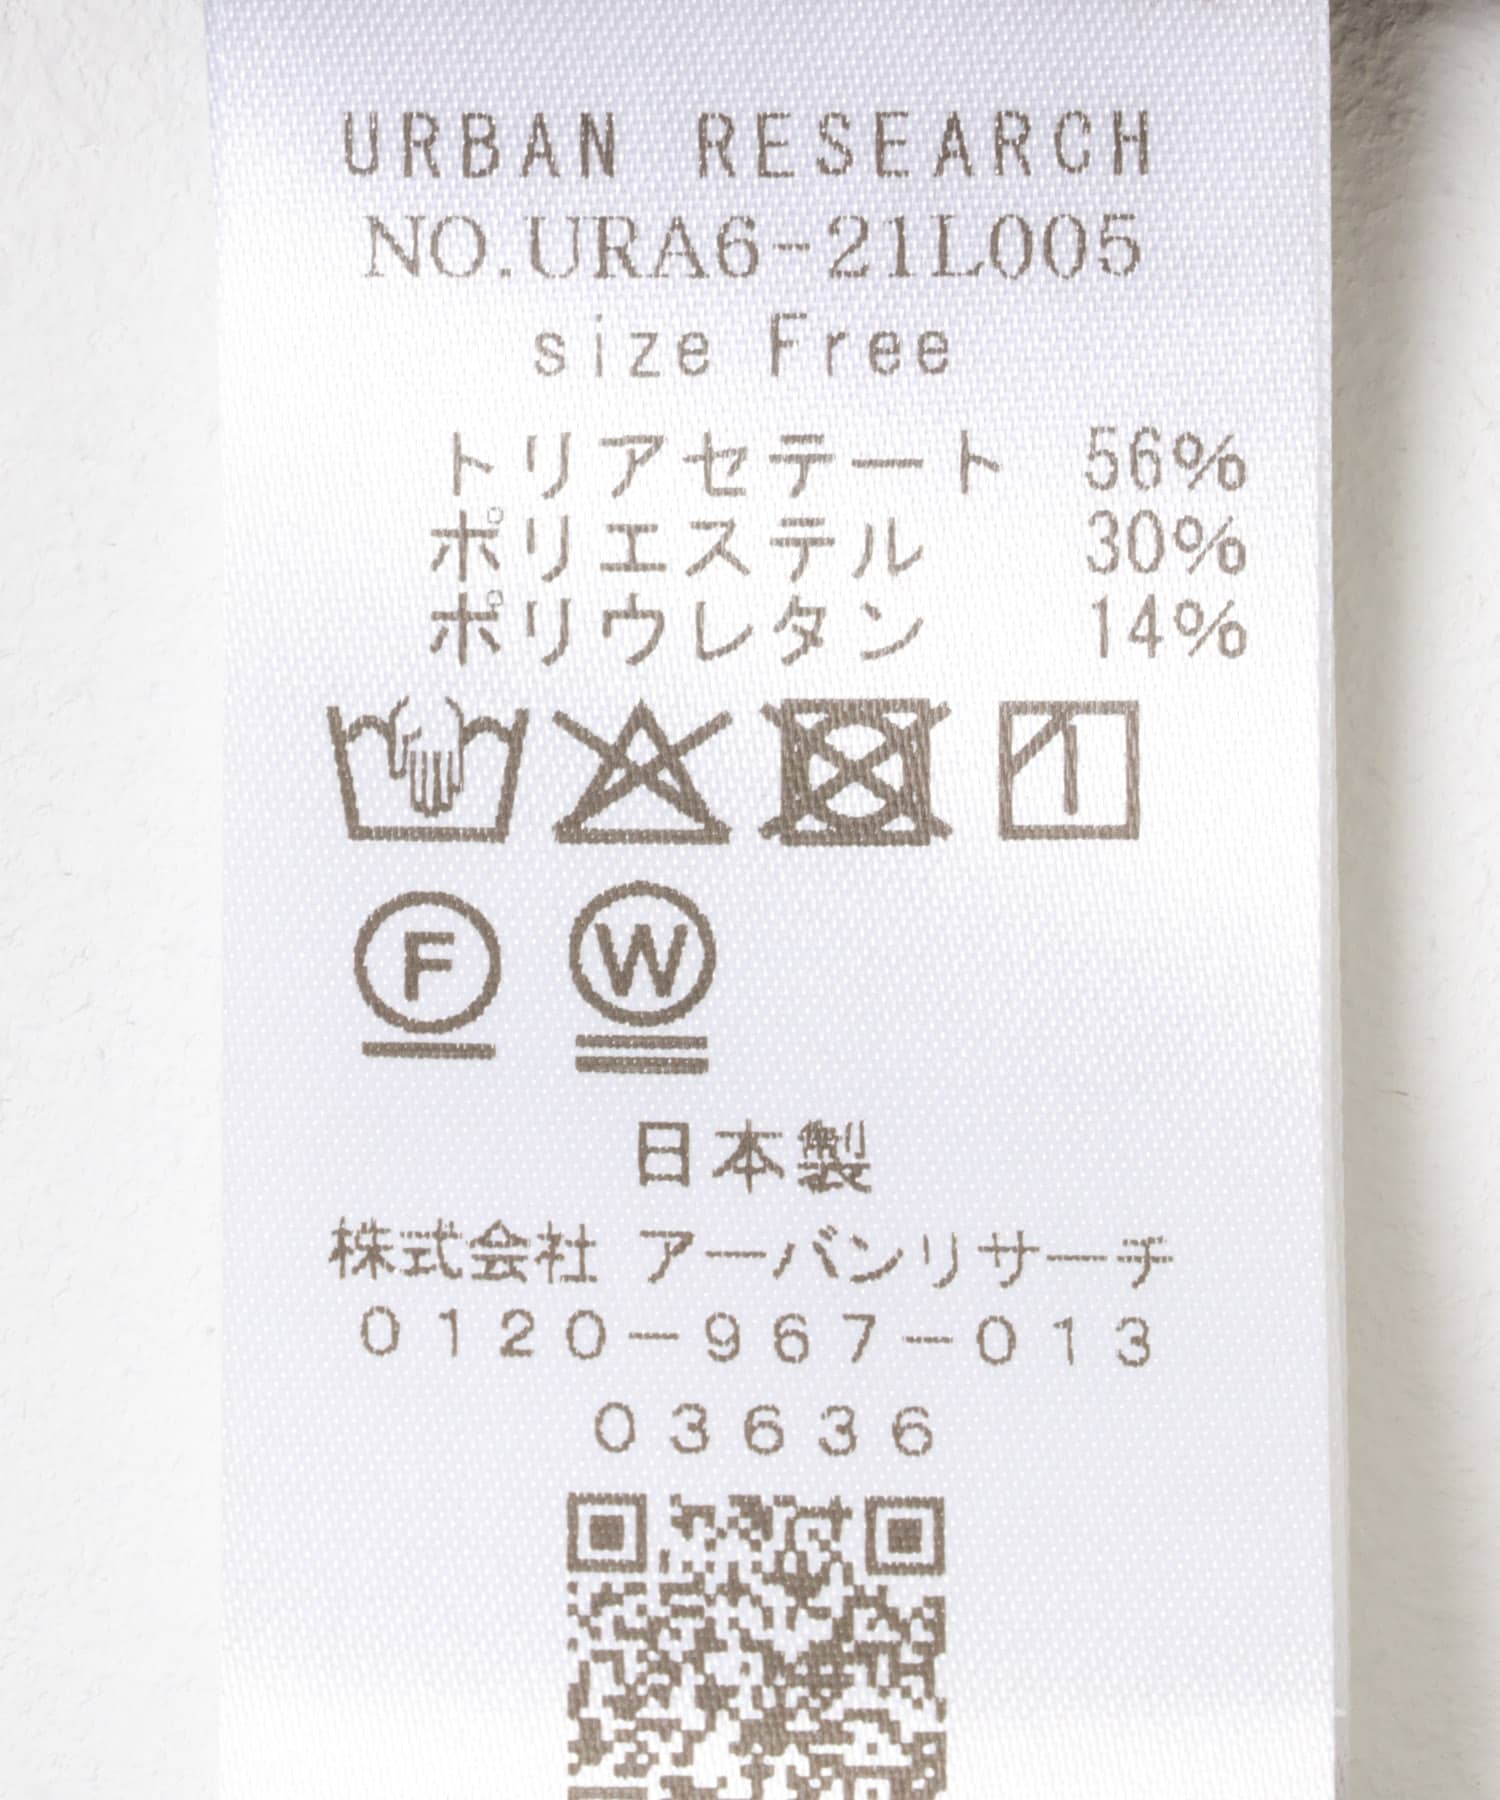 URBAN RESEARCH
NO.URA6-21L005
size Free
トリアセテート 56%
ポリエステル 30%
ポリウレタン 14%
F W
日本製
株式会社 アーバンリサーチ
0120-967-013
03636